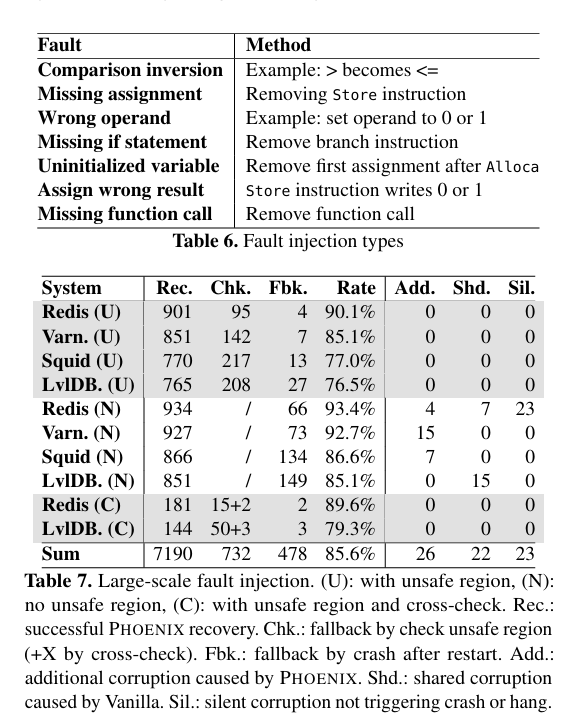 Fault Method
Comparison inversion Example: > becomes <=
Missing assignment Removing Store instruction
Wrong operand Example: set operand to 0 or 1
Missing if statement Remove branch instruction
Uninitialized variable Remove first assignment after Alloca
Assign wrong result Store instruction writes 0 or 1
Missing function call Remove function call
Table 6. Fault injection types
System Rec. Chk. Fbk. Rate Add. Shd. Sil.
Redis (U) 901 95 4 90.1% 0 0 0
Varn. (U) 851 142 7 85.1% 0 0 0
Squid (U) 770 217 13 77.0% 0 0 0
LvlDB. (U) 765 208 27 76.5% 0 0 0
Redis (N) 934 / 66 93.4% 4 7 23
Varn. (N) 927 / 73 92.7% 15 0 0
Squid (N) 866 / 134 86.6% 7 0 0
LvlDB. (N) 851 / 149 85.1% 0 15 0
Redis (C) 181 15+2 2 89.6% 0 0 0
LvlDB. (C) 144 50+3 3 79.3% 0 0 0
Sum 7190 732 478 85.6% 26 22 23
Table 7. Large-scale fault injection. (U): with unsafe region, (N):
no unsafe region, (C): with unsafe region and cross-check. Rec.:
successful PHOENIX recovery. Chk.: fallback by check unsafe region
(+X by cross-check). Fbk.: fallback by crash after restart. Add.:
additional corruption caused by PHOENIX. Shd.: shared corruption
caused by Vanilla. Sil.: silent corruption not triggering crash or hang.